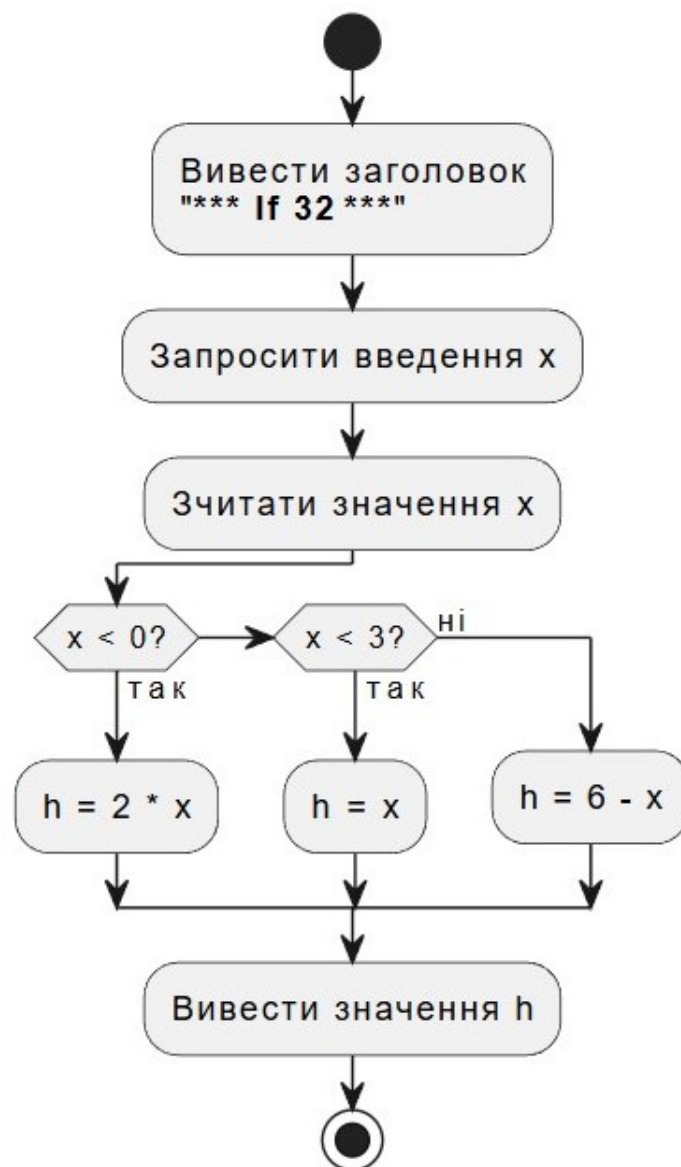 Вивести заголовок
"*** If 32 ***"
Запросити введення x
Зчитати значення x
x < 0?
x < 3?
ні
так
так
h = 2 * x
h = x
h = 6 - x
Вивести значення h